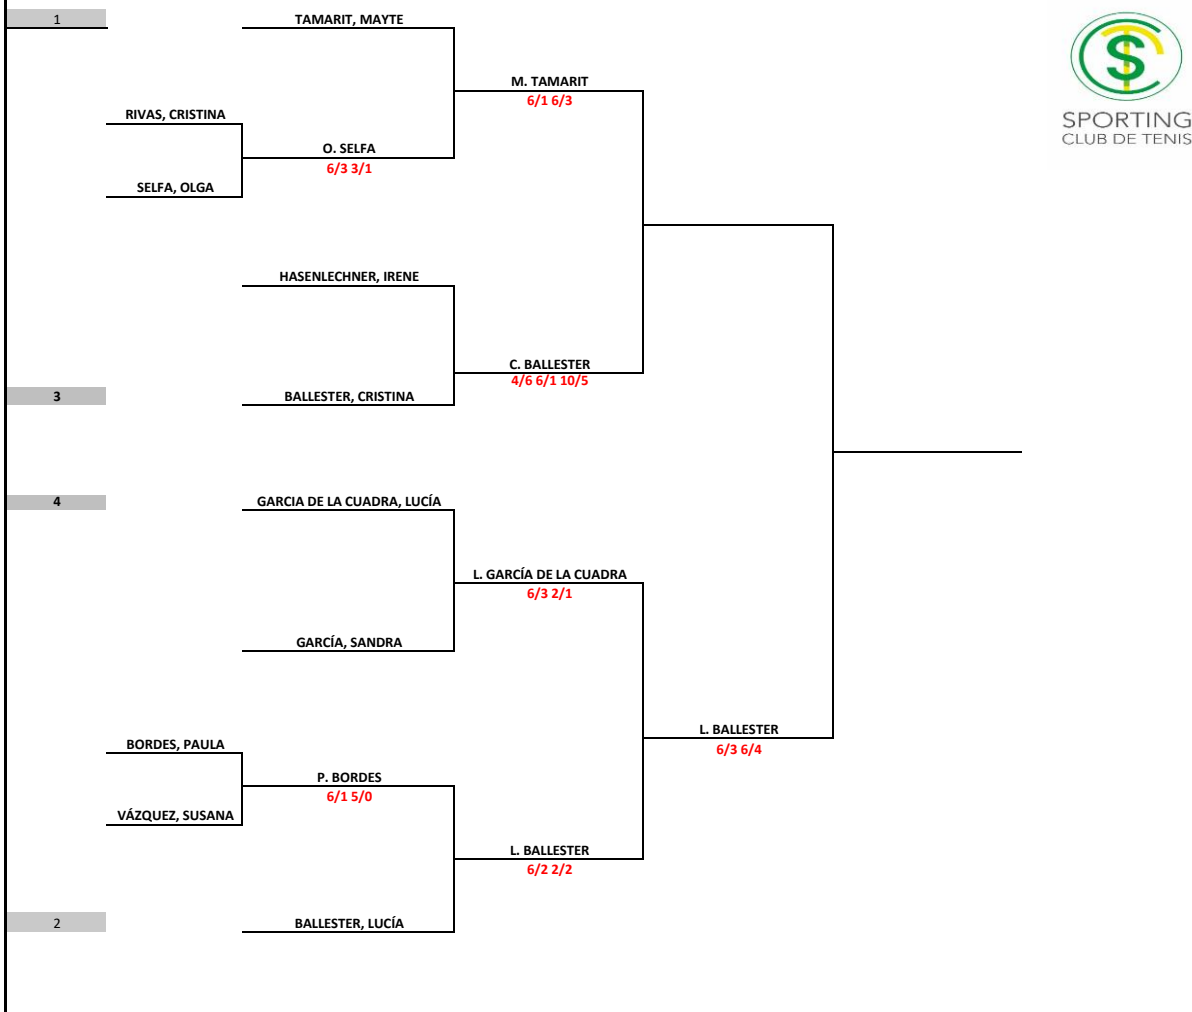 1
TAMARIT, MAYTE
M. TAMARIT
6/1 6/3
SPORTING
CLUB DE TENIS
RIVAS, CRISTINA
O. SELFA
6/3 3/1
SELFA, OLGA
HASENLECHNER, IRENE
C. BALLESTER
4/6 6/1 10/5
3
BALLESTER, CRISTINA
4
GARCIA DE LA CUADRA, LUCÍA
L. GARCÍA DE LA CUADRA
6/3 2/1
GARCÍA, SANDRA
L. BALLESTER
6/3 6/4
BORDES, PAULA
P. BORDES
6/1 5/0
VÁZQUEZ, SUSANA
L. BALLESTER
6/2 2/2
2
BALLESTER, LUCÍA